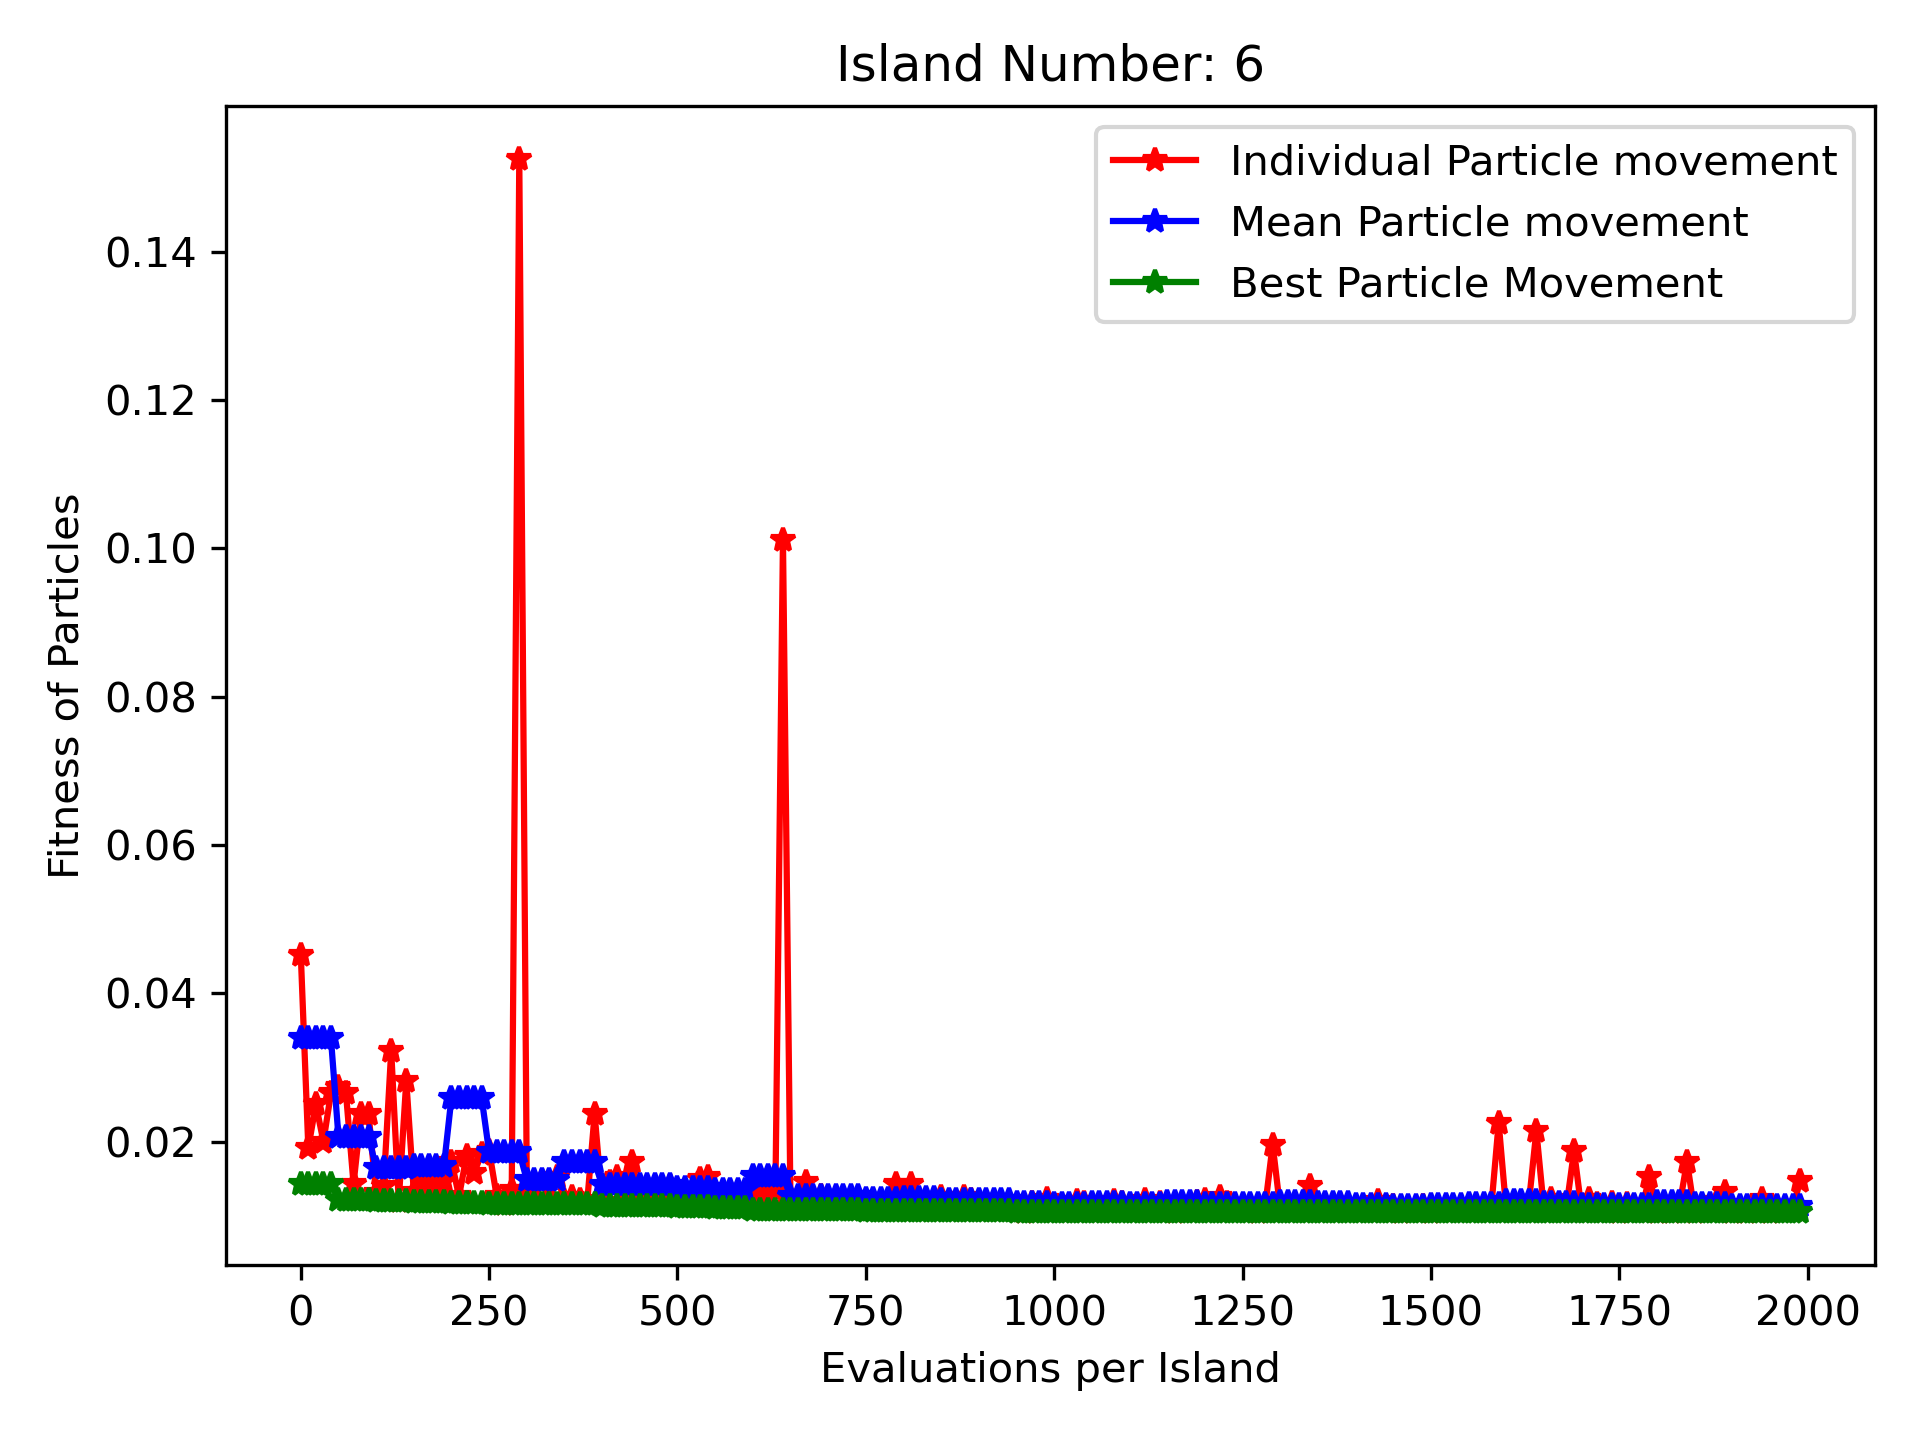 Island Number: 6
Individual Particle movement
Mean Particle movement
Best Particle Movement
0.14
0.12
0.10
0.08
0.06
0.04
0.02
Fitness of Particles
0 250 500 750 1000 1250 1500 1750 2000
Evaluations per Island